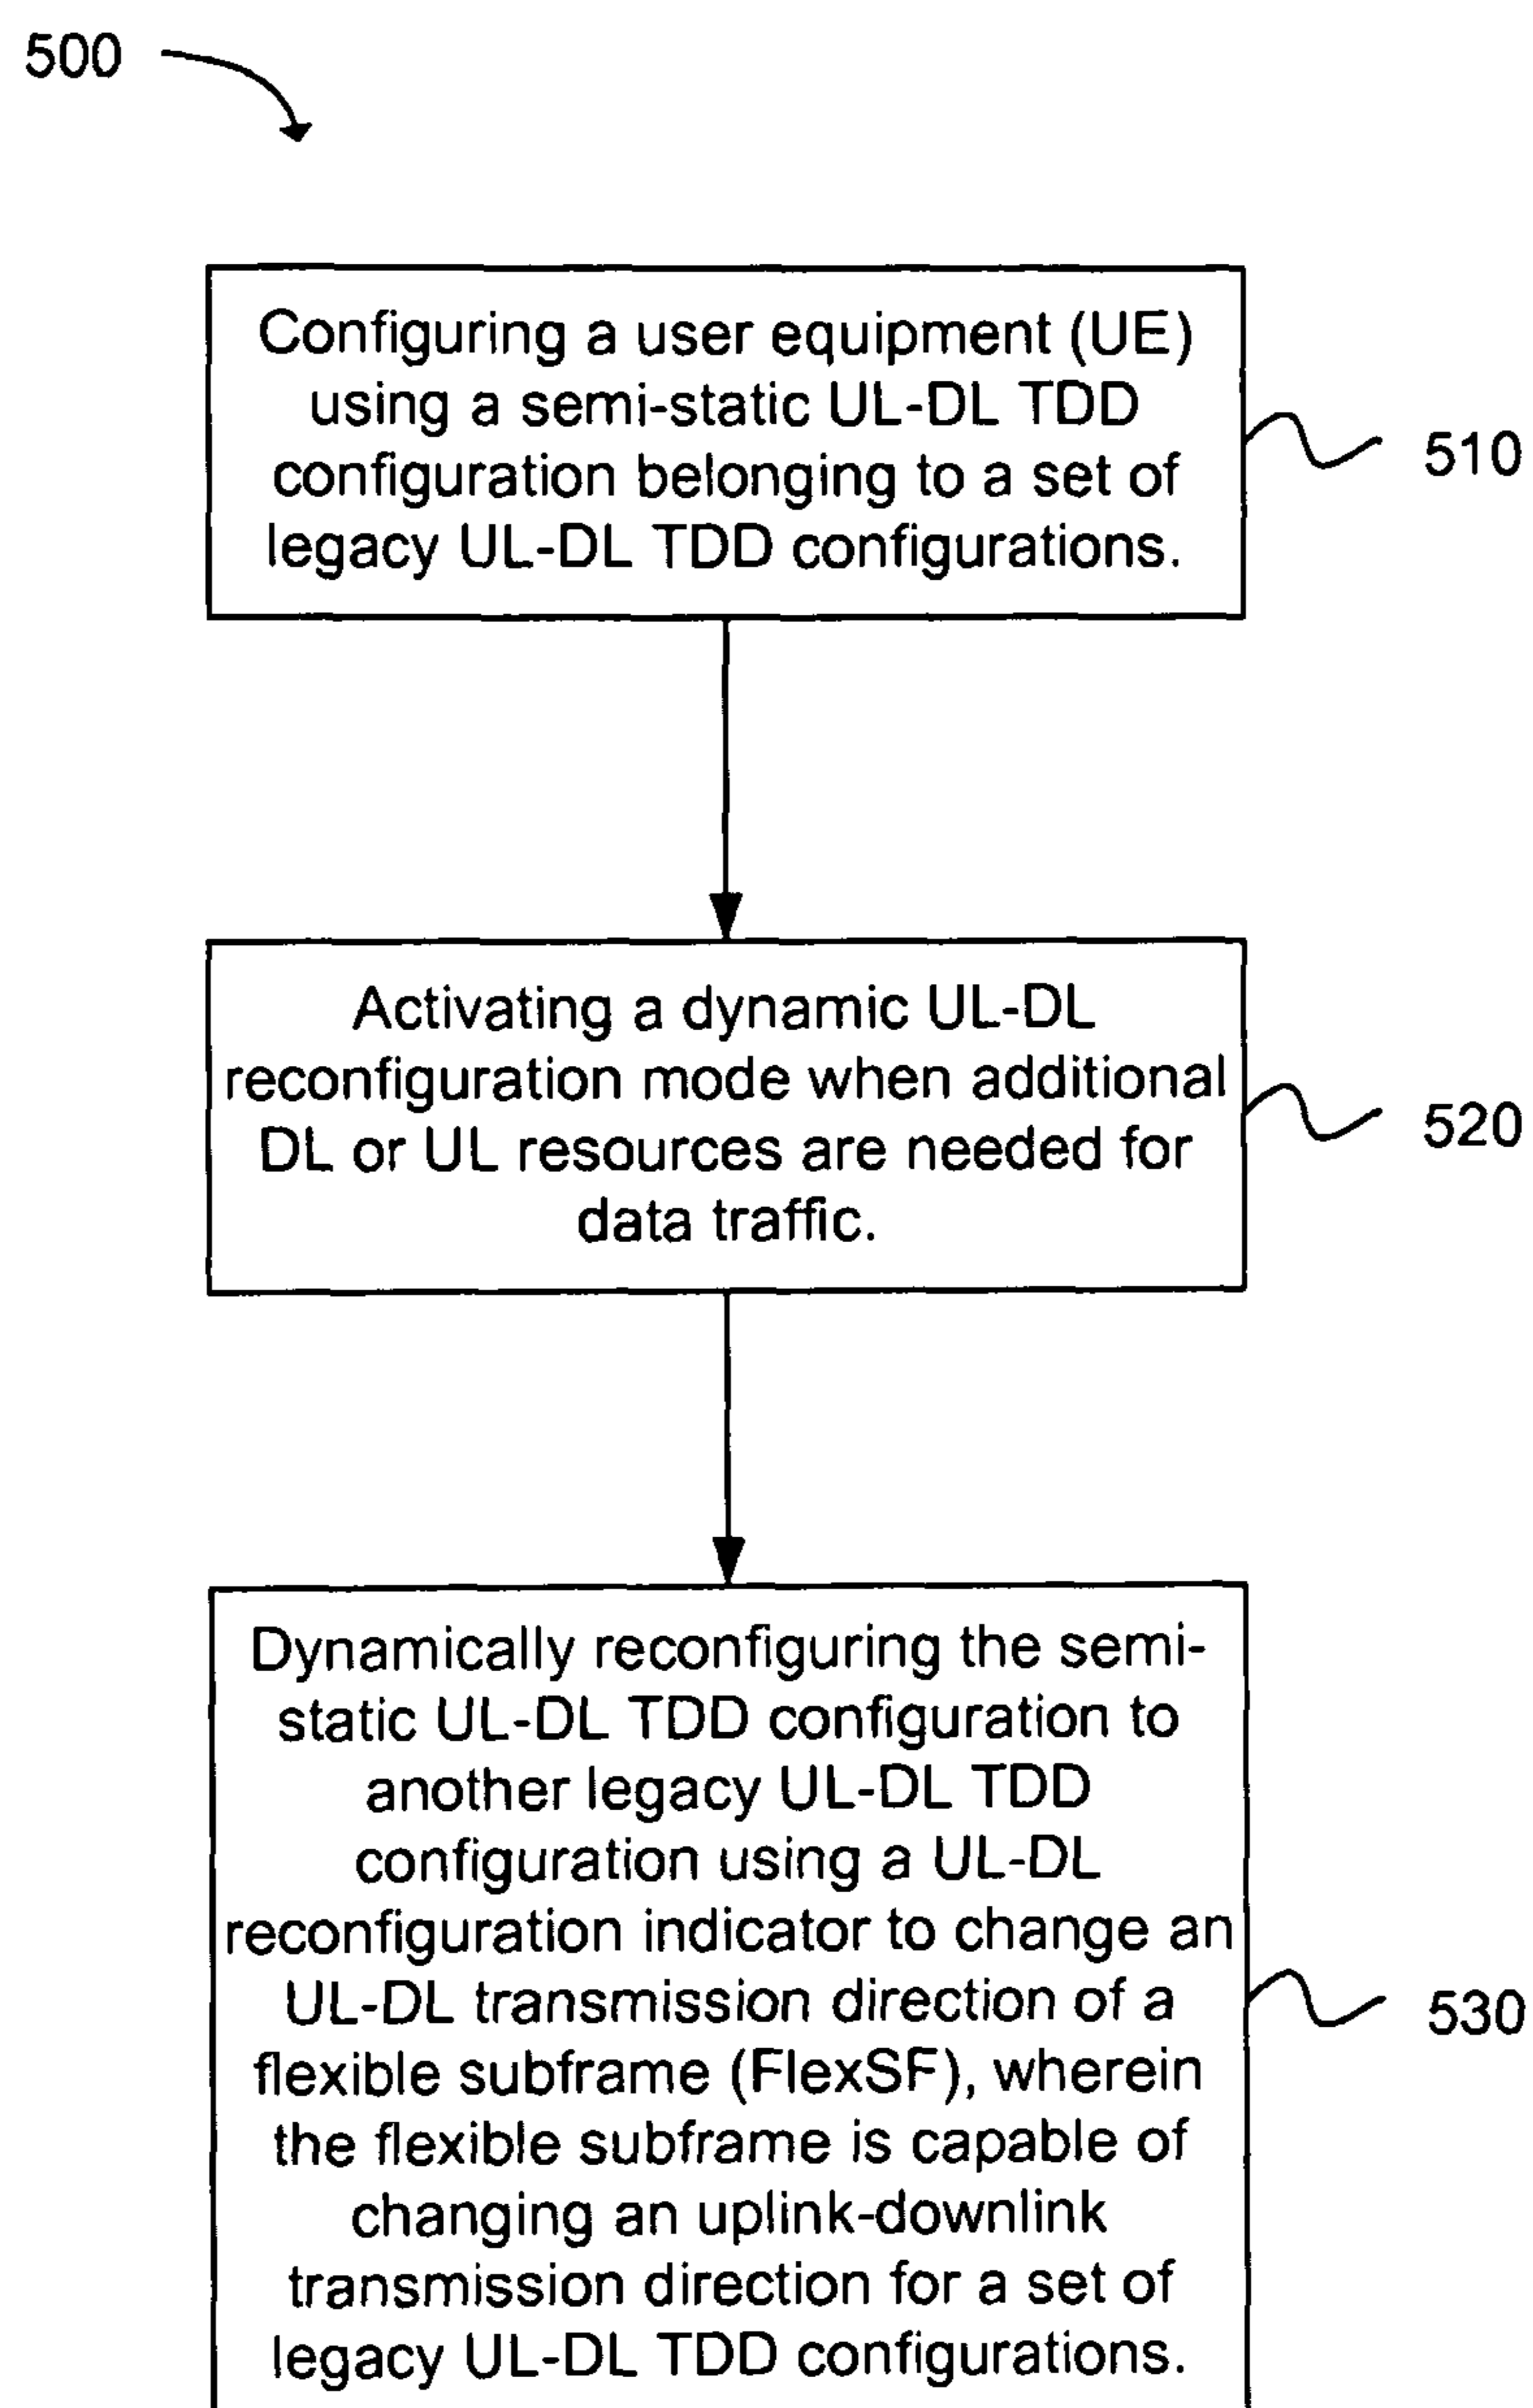 500
Configuring a user equipment (UE)
using a semi-static UL-DL TDD
configuration belonging to a set of
legacy UL-DL TDD configurations.
510
Activating a dynamic UL-DL
reconfiguration mode when additional
DL or UL resources are needed for
data traffic.
520
Dynamically reconfiguring the semi-
static UL-DL TDD configuration to
another legacy UL-DL TDD
configuration using a UL-DL
reconfiguration indicator to change an
UL-DL transmission direction of a
flexible subframe (FlexSF), wherein
the flexible subframe is capable of
changing an uplink-downlink
transmission direction for a set of
legacy UL-DL TDD configurations.
530